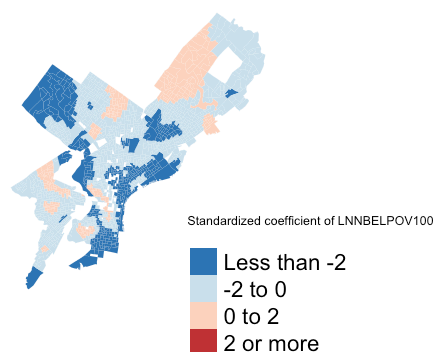 Standardized coefficient of LNNBELPOV100
Less than -2
-2 to 0
0 to 2
2 or more